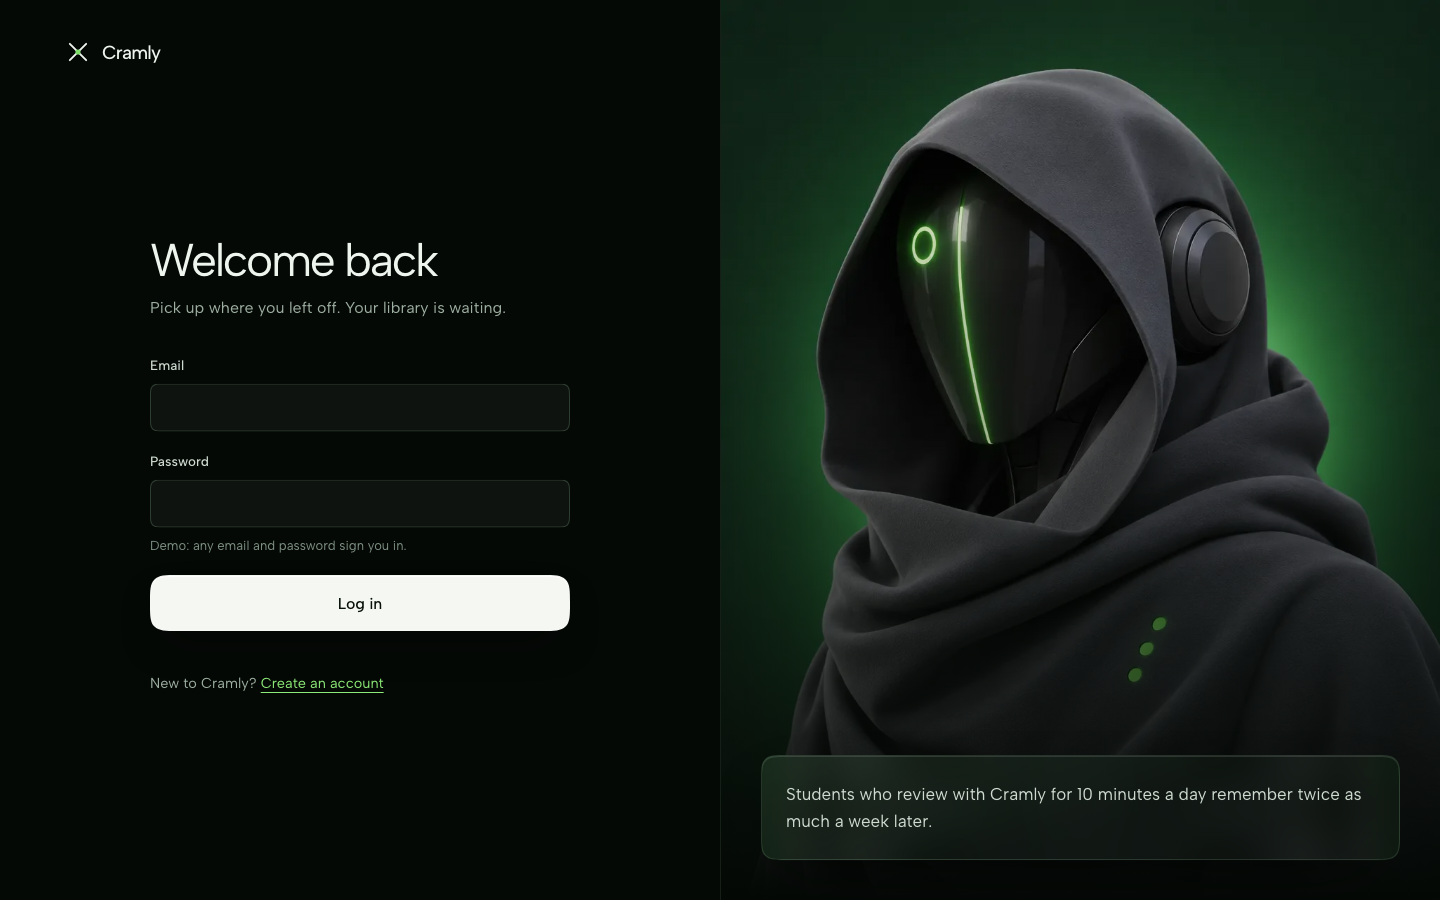 Cramly
Welcome back
Pick up where you left off. Your library is waiting.
Email
Password
Demo: any email and password sign you in.
Log in
New to Cramly? Create an account
Students who review with Cramly for 10 minutes a day remember twice as
much a week later.